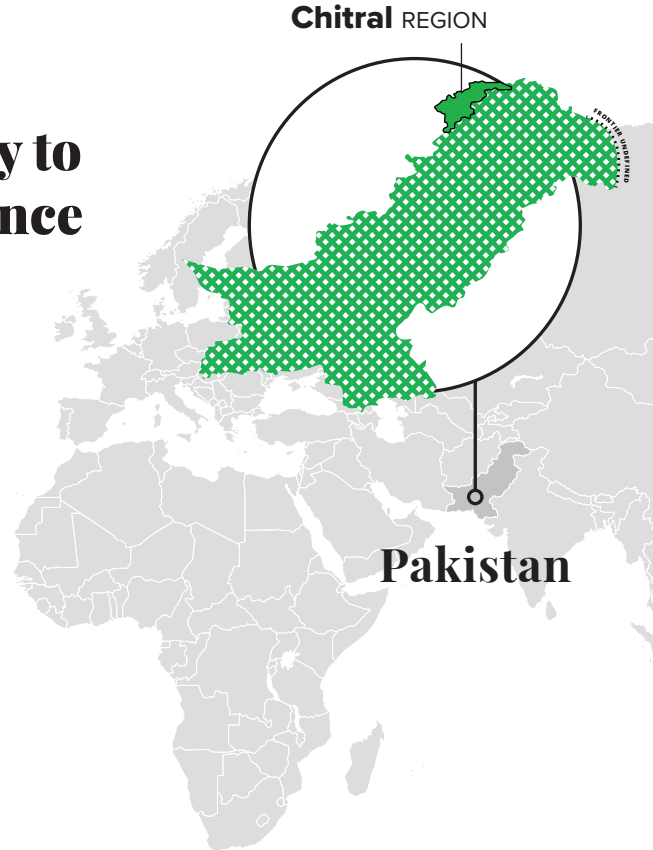 Chitral REGION
FRONTIER UNDEFINED
y to
nce
Pakistan